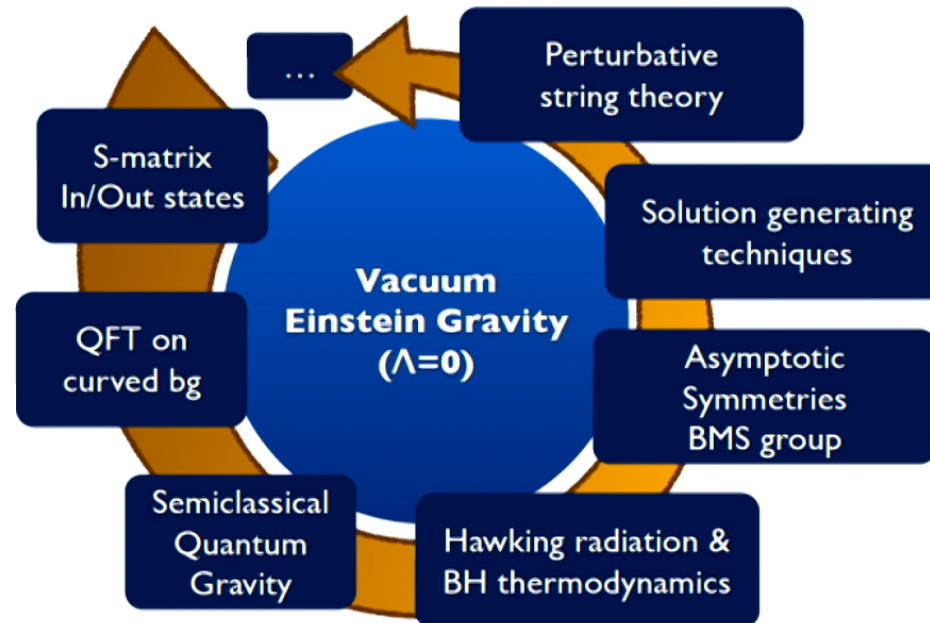 ...
Perturbative
string theory
S-matrix
In/Out states
Solution generating
techniques
Vacuum
Einstein Gravity
(Λ=0)
QFT on
curved bg
Asymptotic
Symmetries
BMS group
Semiclassical
Quantum
Gravity
Hawking radiation &
BH thermodynamics